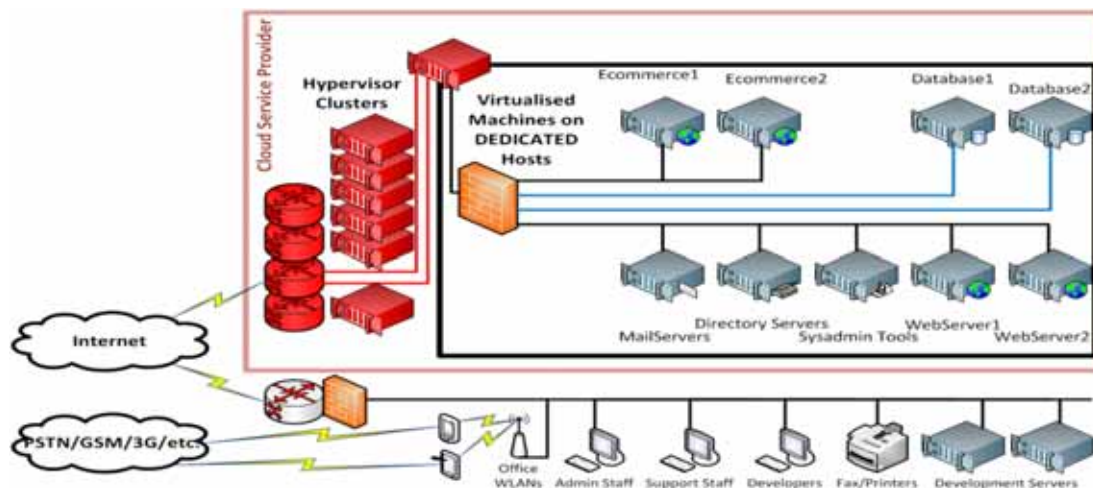 Cloud Service Provider
Hypervisor
Clusters
Virtualised
Machines on
DEDICATED
Hosts
Ecommerce1
Ecommerce2
Database1
Database2
MailServers
Directory Servers
Sysadmin Tools
WebServer1
WebServer2
Internet
PSTN/GSM/3G/etc.
Office
WLANs
Admin Staff
Support Staff
Developers
Fax/Printers
Development Servers